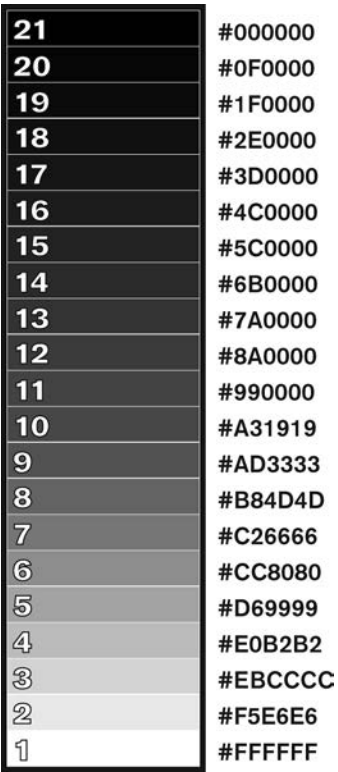 21 #000000
20 #0F0000
19 #1F0000
18 #2E0000
17 #3D0000
16 #4C0000
15 #5C0000
14 #6B0000
13 #7A0000
12 #8A0000
11 #990000
10 #A31919
9 #AD3333
8 #B84D4D
7 #C26666
6 #CC8080
5 #D69999
4 #E0B2B2
3 #EBCCCC
2 #F5E6E6
1 #FFFFFF